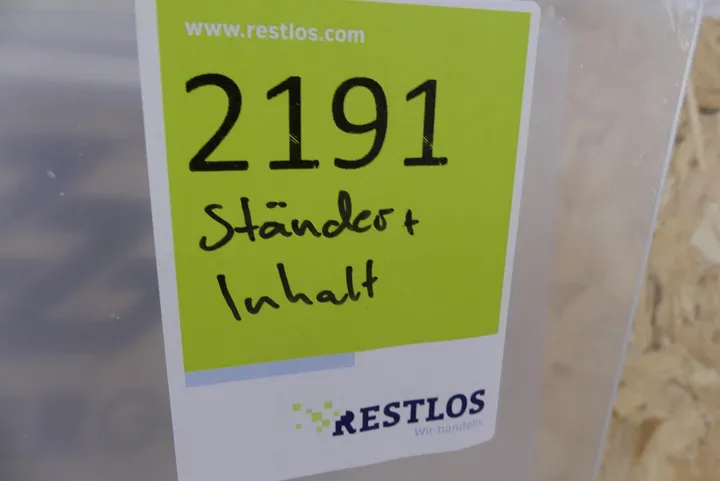 www.restlos.com
2191
Ständer +
Inhalt
RESTLOS
Wir handeln.